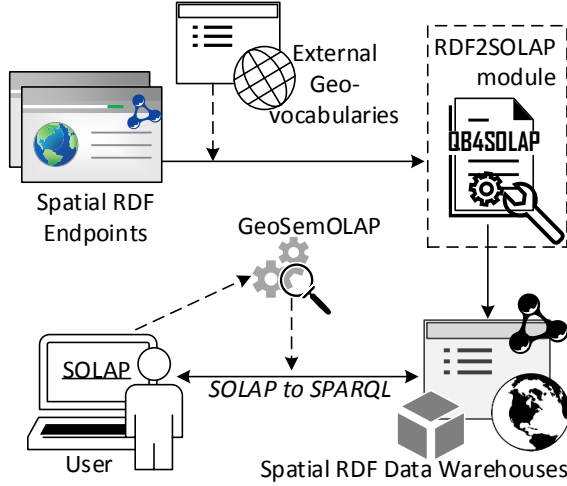 External
Geo-
vocabularies
RDF2SOLAP
module
QB4SOLAP
Spatial RDF
Endpoints
GeoSemOLAP
SOLAP
SOLAP to SPARQL
User
Spatial RDF Data Warehouses